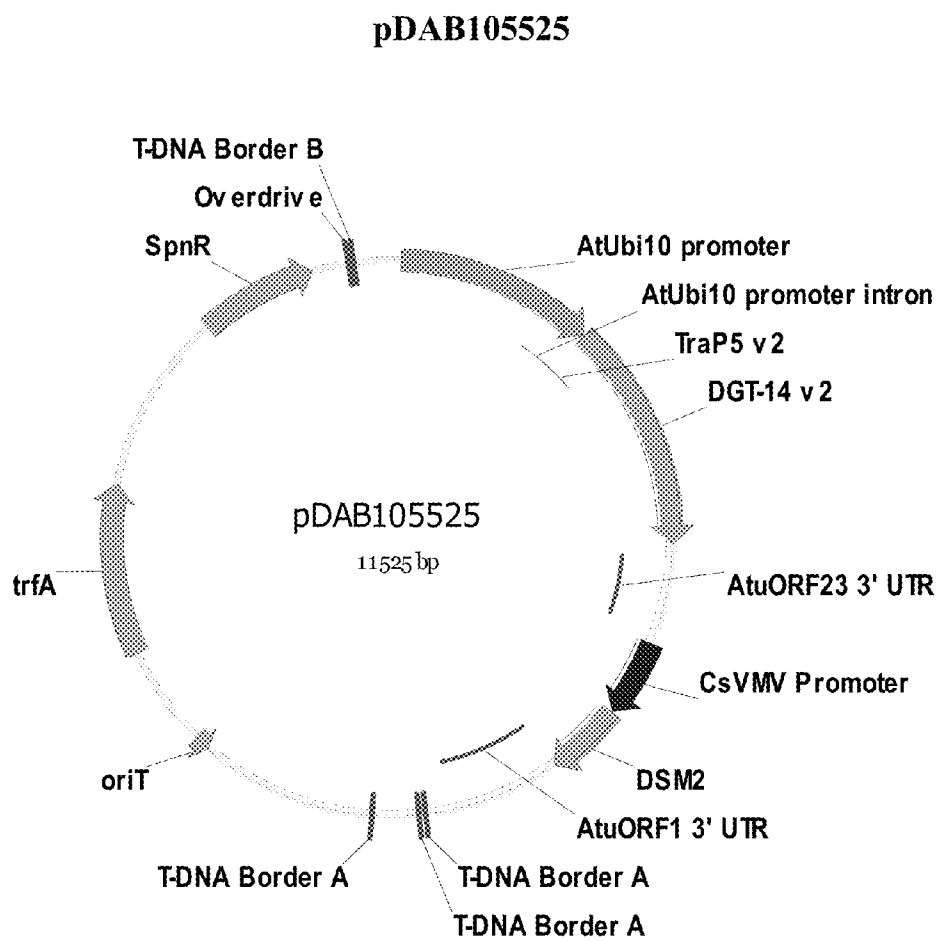 pDAB105525
T-DNA Border B
Overdrive
SpnR
AtUbi10 promoter
AtUbi10 promoter intron
TraP5 v2
DGT-14 v2
pDAB105525
11525 bp
trfA
AtuORF23 3' UTR
CsVMV Promoter
oriT
DSM2
AtuORF1 3' UTR
T-DNA Border A
T-DNA Border A
T-DNA Border A